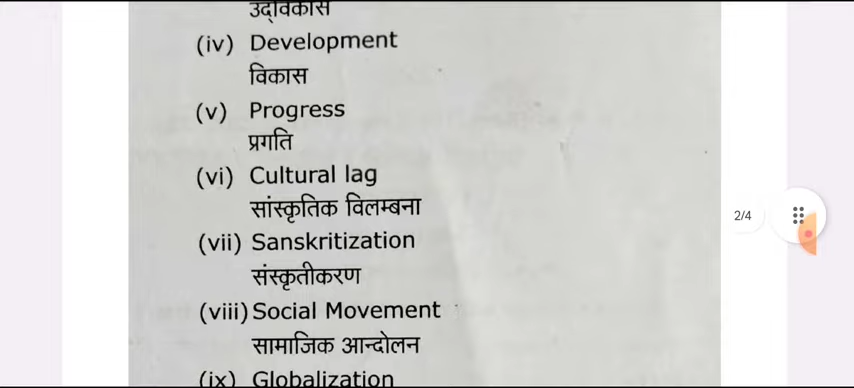 उद्विकास
(iv) Development
विकास
(v) Progress
प्रगति
(vi) Cultural lag
सांस्कृतिक विलम्बना
(vii) Sanskritization
संस्कृतीकरण
(viii) Social Movement
सामाजिक आन्दोलन
(ix) Globalization
2/4